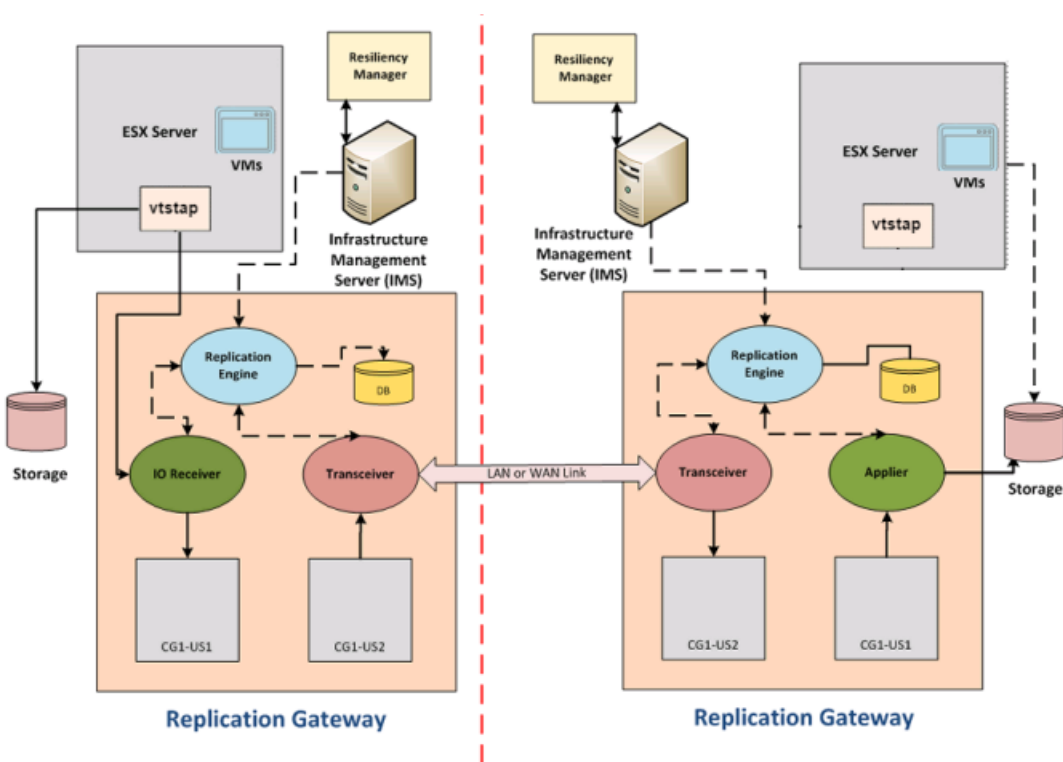 Resiliency
Manager
ESX Server
VMs
vtstap
Infrastructure
Management
Server (IMS)
Replication
Engine
DB
Storage
IO Receiver
Transceiver
CG1-US1
CG1-US2
Replication Gateway
LAN or WAN Link
Resiliency
Manager
ESX Server
VMs
vtstap
Infrastructure
Management
Server (IMS)
Replication
Engine
DB
Transceiver
Applier
Storage
CG1-US2
CG1-US1
Replication Gateway